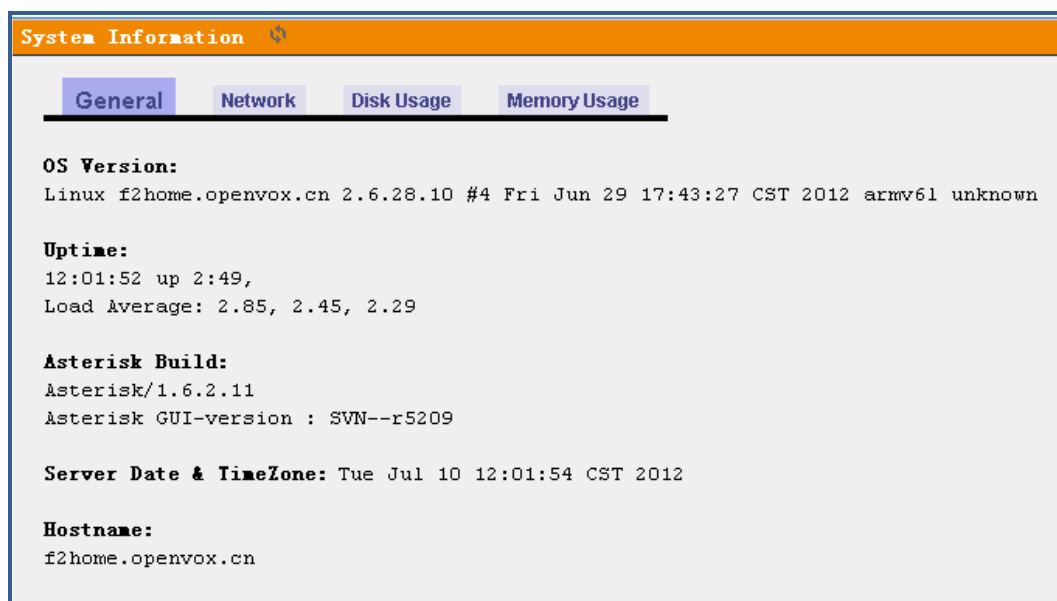 System Information
General Network Disk Usage Memory Usage
OS Version:
Linux f2home.openvox.cn 2.6.28.10 #4 Fri Jun 29 17:43:27 CST 2012 armv6l unknown
Uptime:
12:01:52 up 2:49,
Load Average: 2.85, 2.45, 2.29
Asterisk Build:
Asterisk/1.6.2.11
Asterisk GUI-version : SVN--r5209
Server Date & TimeZone: Tue Jul 10 12:01:54 CST 2012
Hostname:
f2home.openvox.cn